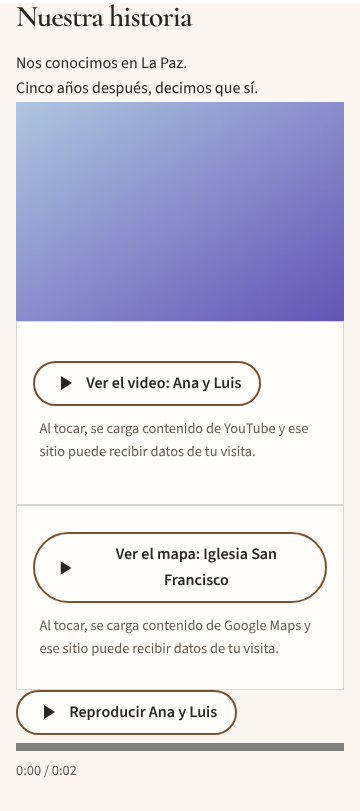 Nuestra historia
Nos conocimos en La Paz.
Cinco años después, decimos que sí.
Ver el video: Ana y Luis
Al tocar, se carga contenido de YouTube y ese
sitio puede recibir datos de tu visita.
Ver el mapa: Iglesia San
Francisco
Al tocar, se carga contenido de Google Maps y
ese sitio puede recibir datos de tu visita.
Reproducir Ana y Luis
0:00 / 0:02